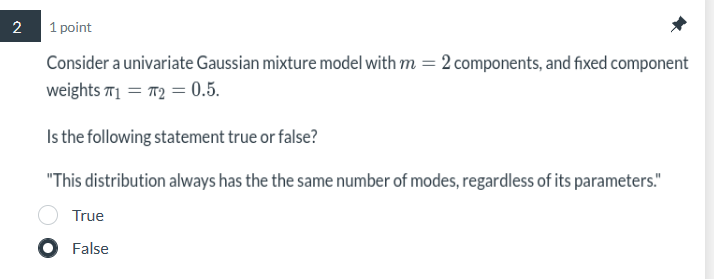 2 1 point
Consider a univariate Gaussian mixture model with m = 2 components, and fixed component
weights π₁ = π₂ = 0.5.
Is the following statement true or false?
"This distribution always has the the same number of modes, regardless of its parameters."
True
False